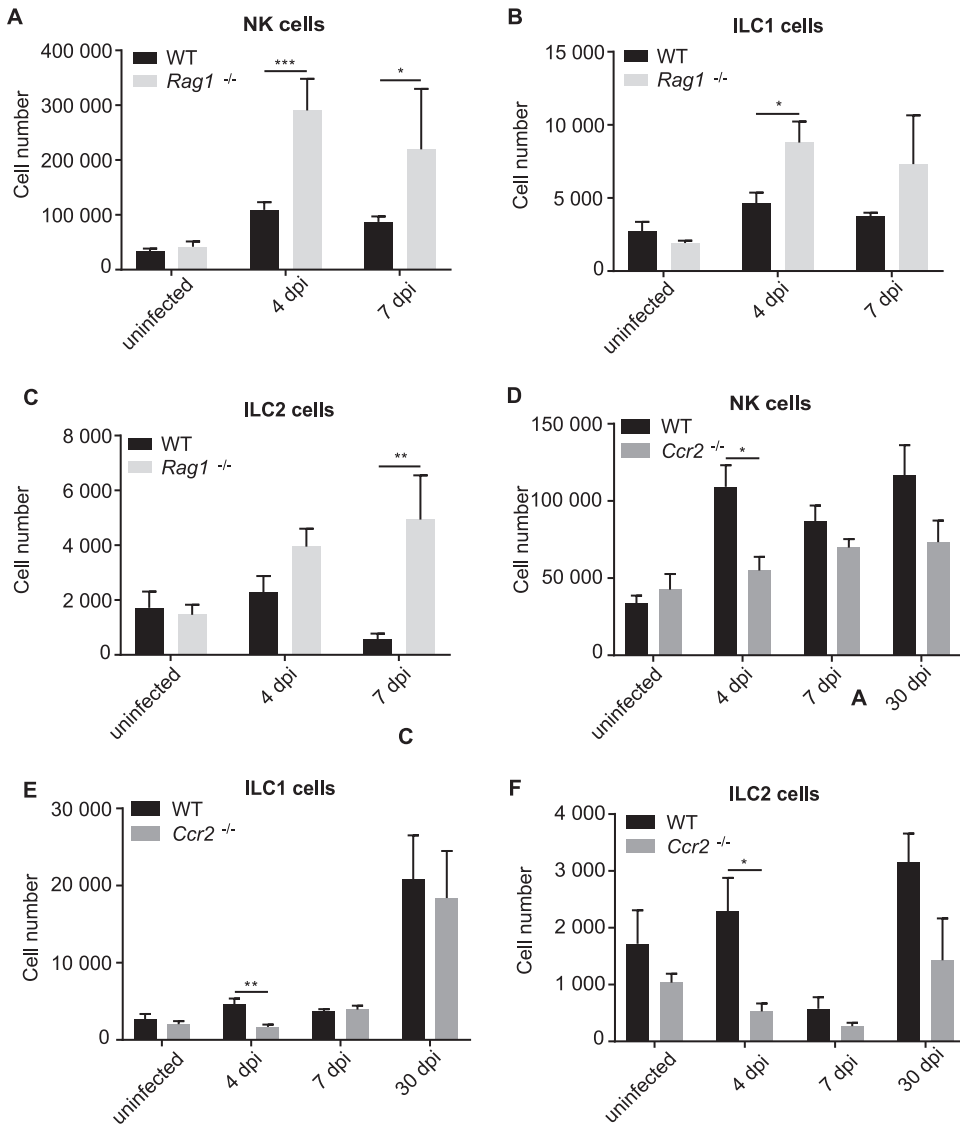 A
NK cells
WT
Rag1 -/-
***
*
Cell number
400 000
300 000
200 000
100 000
0
uninfected
4 dpi
7 dpi
B
ILC1 cells
WT
Rag1 -/-
*
Cell number
15 000
10 000
5 000
0
uninfected
4 dpi
7 dpi
C
ILC2 cells
WT
Rag1 -/-
**
Cell number
8 000
6 000
4 000
2 000
0
uninfected
4 dpi
7 dpi
C
D
NK cells
WT
Ccr2 -/-
*
Cell number
150 000
100 000
50 000
0
uninfected
4 dpi
7 dpi
30 dpi
A
E
ILC1 cells
WT
Ccr2 -/-
**
Cell number
30 000
20 000
10 000
0
uninfected
4 dpi
7 dpi
30 dpi
F
ILC2 cells
WT
Ccr2 -/-
*
Cell number
4 000
3 000
2 000
1 000
0
uninfected
4 dpi
7 dpi
30 dpi